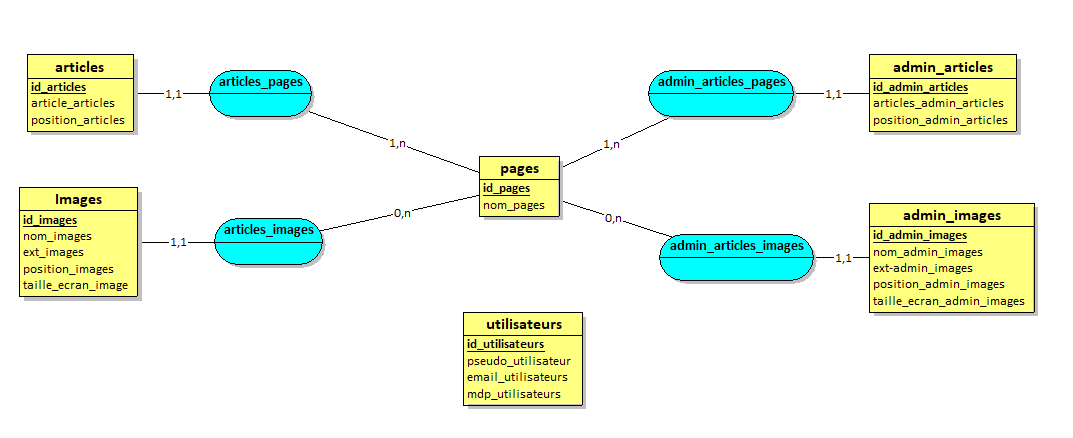 articles
id_articles
article_articles
position_articles
1,1
articles_pages
1,n
admin_articles_pages
1,1
1,n
admin_articles
id_admin_articles
articles_admin_articles
position_admin_articles
pages
id_pages
nom_pages
Images
id_images
nom_images
ext_images
position_images
taille_ecran_image
1,1
articles_images
0,n
0,n
admin_articles_images
1,1
admin_images
id_admin_images
nom_admin_images
ext-admin_images
position_admin_images
taille_ecran_admin_images
utilisateurs
id_utilisateurs
pseudo_utilisateur
email_utilisateurs
mdp_utilisateurs